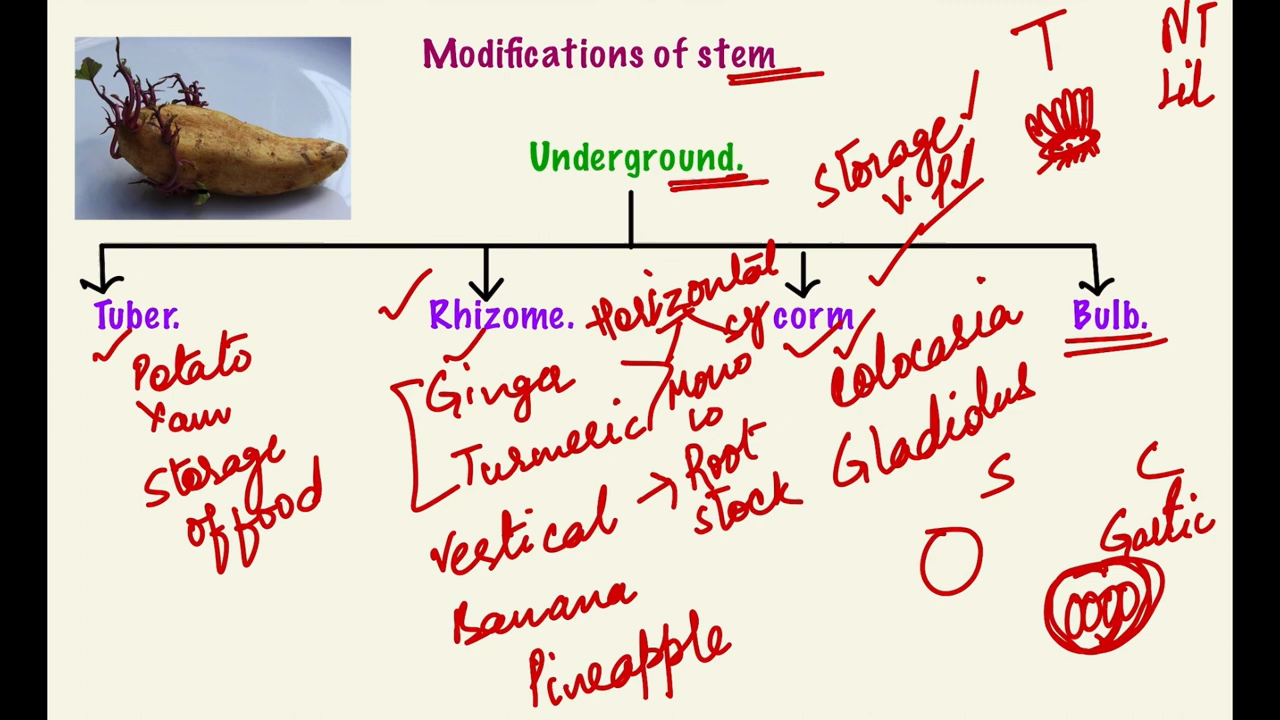 Modifications of stem
T
NT
Lil
Underground.
Storage
V. P
Tuber.
Rhizome.
corm
Bulb.
Potato
Yam
Storage
of food
Horizontal
Ginger
Turmeric
sy
Mono
Vertical
Root
stock
Banana
Pineapple
Colocasia
Gladiolus
S
C
Garlic